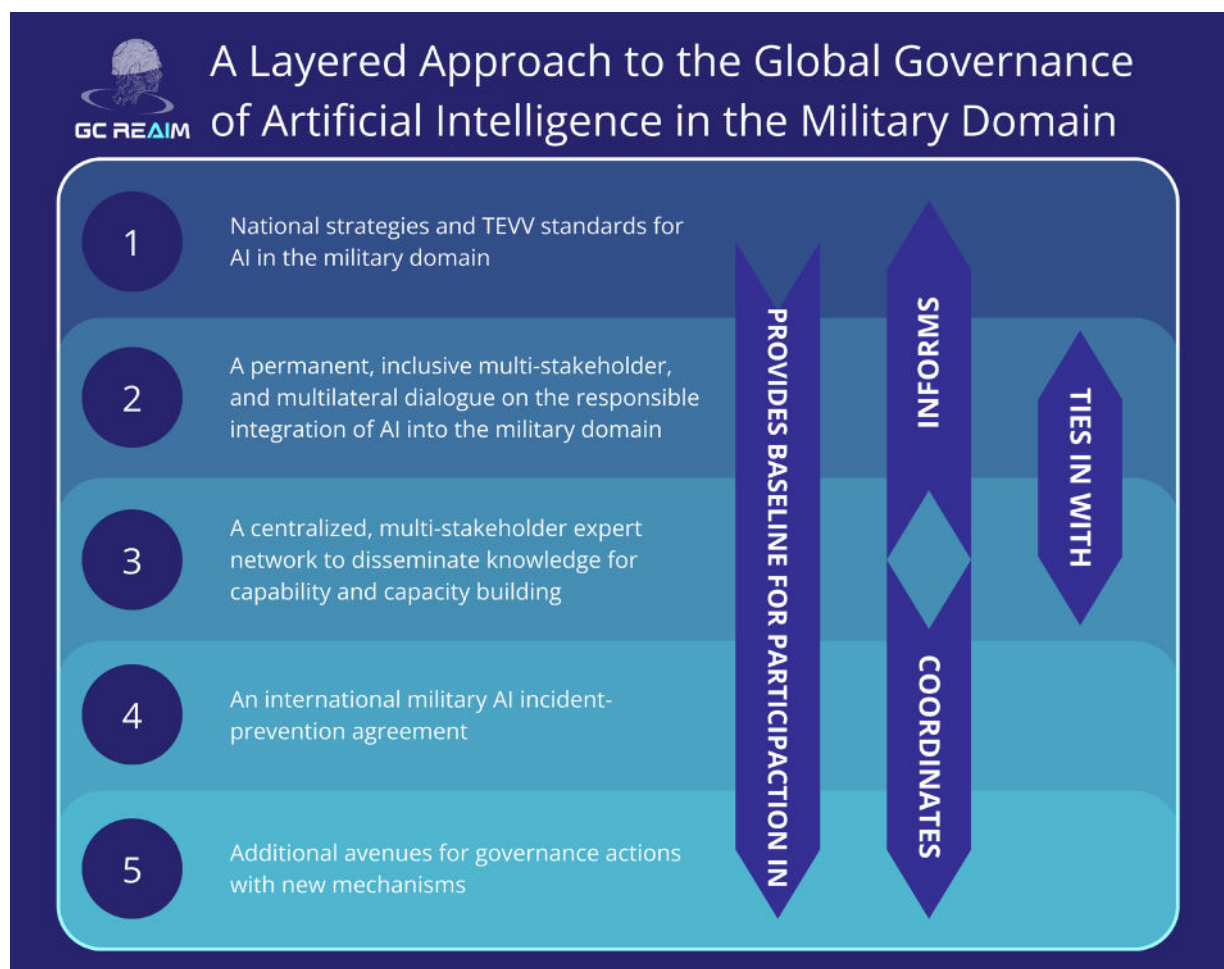 A Layered Approach to the Global Governance
GC REAIM
of Artificial Intelligence in the Military Domain
1
National strategies and TEVV standards for
AI in the military domain
2
A permanent, inclusive multi-stakeholder,
and multilateral dialogue on the responsible
integration of AI into the military domain
3
A centralized, multi-stakeholder expert
network to disseminate knowledge for
capability and capacity building
4
An international military AI incident-
prevention agreement
5
Additional avenues for governance actions
with new mechanisms
PROVIDES BASELINE FOR PARTICIPACTION IN
INFORMS
COORDINATES
TIES IN WITH